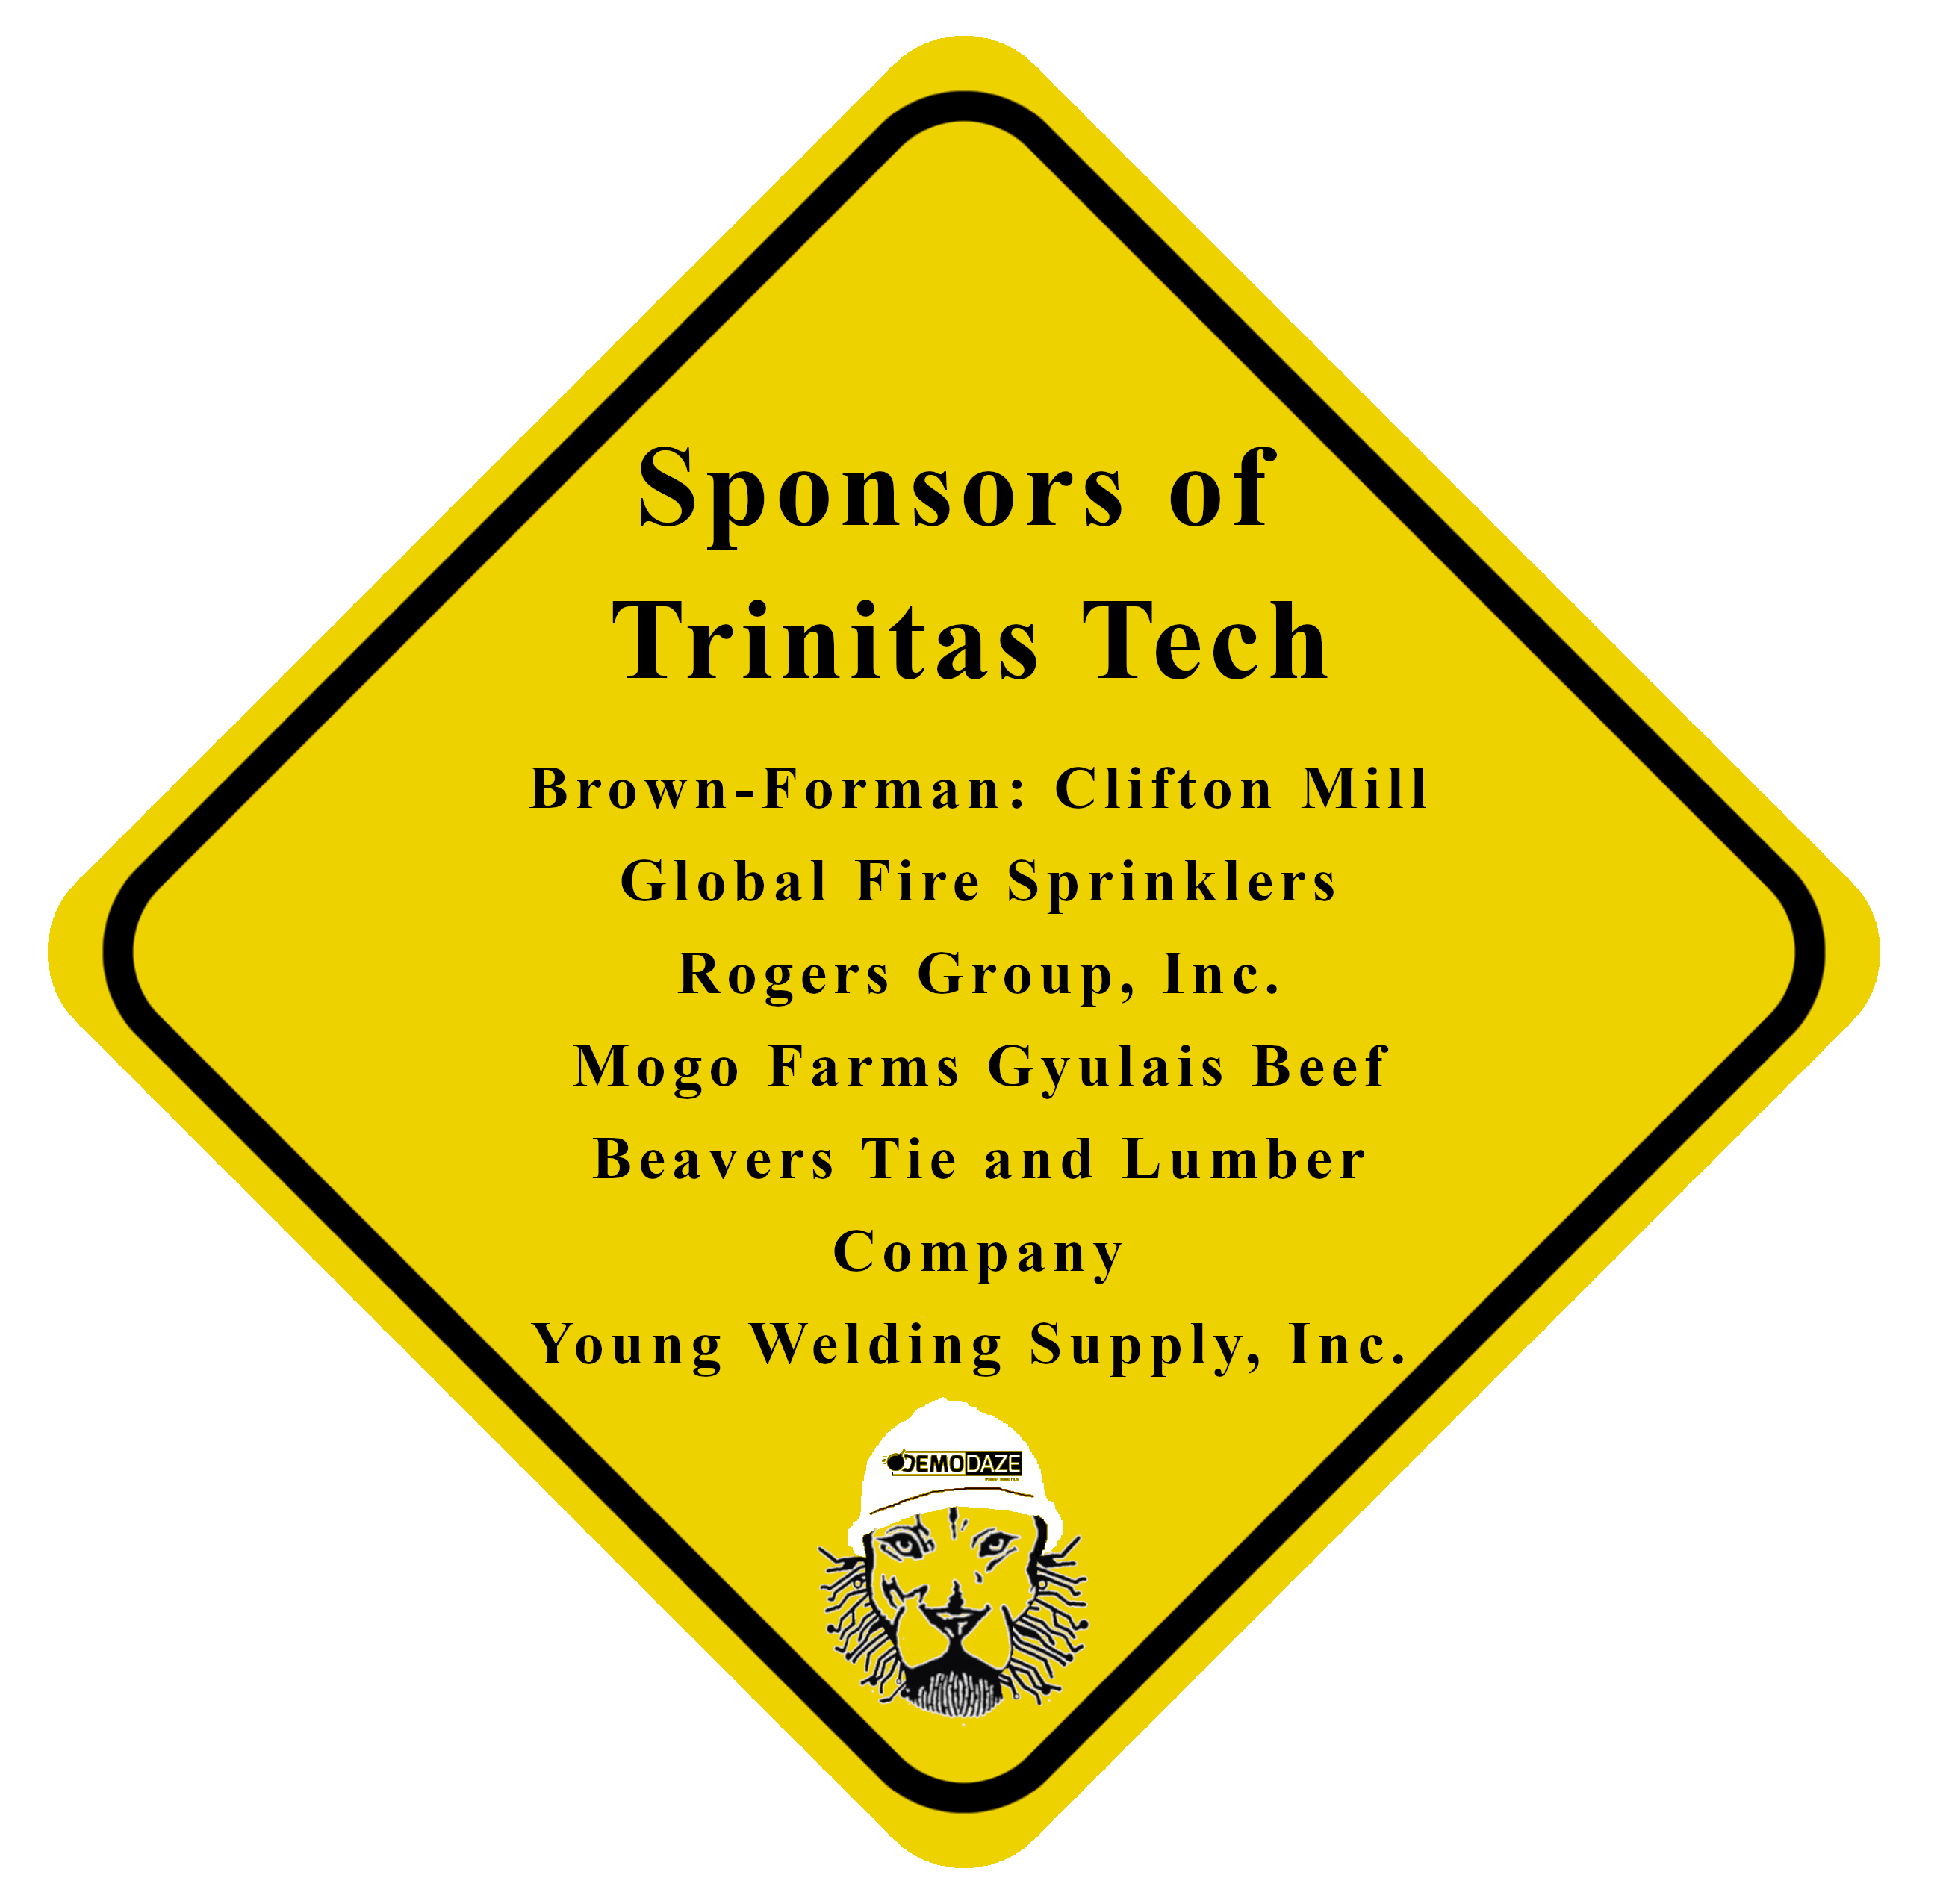 Sponsors of
Trinitas Tech
Brown-Forman: Clifton Mill
Global Fire Sprinklers
Rogers Group, Inc.
Mogo Farms Gyulais Beef
Beavers Tie and Lumber
Company
Young Welding Supply, Inc.
DEMODAZE